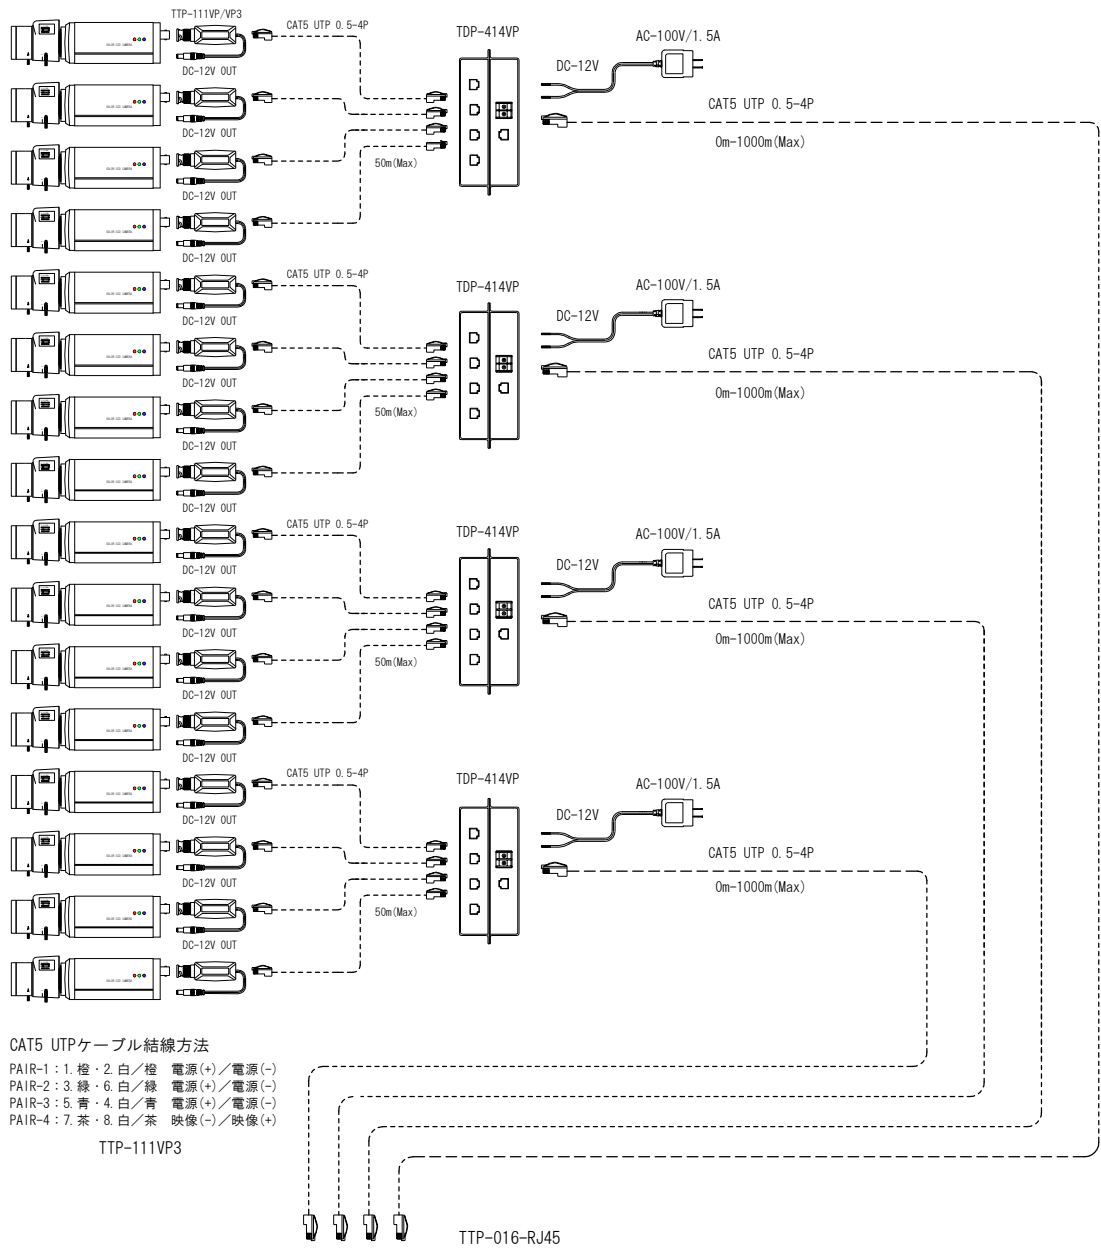 TTP-111VP/VP3
CAT5 UTP 0.5-4P
DC-12V OUT
DC-12V OUT
DC-12V OUT
DC-12V OUT
50m(Max)
TDP-414VP
AC-100V/1.5A
DC-12V
CAT5 UTP 0.5-4P
0m-1000m(Max)
CAT5 UTP 0.5-4P
DC-12V OUT
DC-12V OUT
DC-12V OUT
DC-12V OUT
50m(Max)
TDP-414VP
AC-100V/1.5A
DC-12V
CAT5 UTP 0.5-4P
0m-1000m(Max)
CAT5 UTP 0.5-4P
DC-12V OUT
DC-12V OUT
DC-12V OUT
DC-12V OUT
50m(Max)
TDP-414VP
AC-100V/1.5A
DC-12V
CAT5 UTP 0.5-4P
0m-1000m(Max)
CAT5 UTP 0.5-4P
DC-12V OUT
DC-12V OUT
DC-12V OUT
50m(Max)
TDP-414VP
AC-100V/1.5A
DC-12V
CAT5 UTP 0.5-4P
0m-1000m(Max)
CAT5 UTPケーブル結線方法
PAIR-1：1.橙・2.白／橙　電源(+)／電源(-)
PAIR-2：3.緑・6.白／緑　電源(+)／電源(-)
PAIR-3：5.青・4.白／青　電源(+)／電源(-)
PAIR-4：7.茶・8.白／茶　映像(-)／映像(+)
TTP-111VP3
TTP-016-RJ45